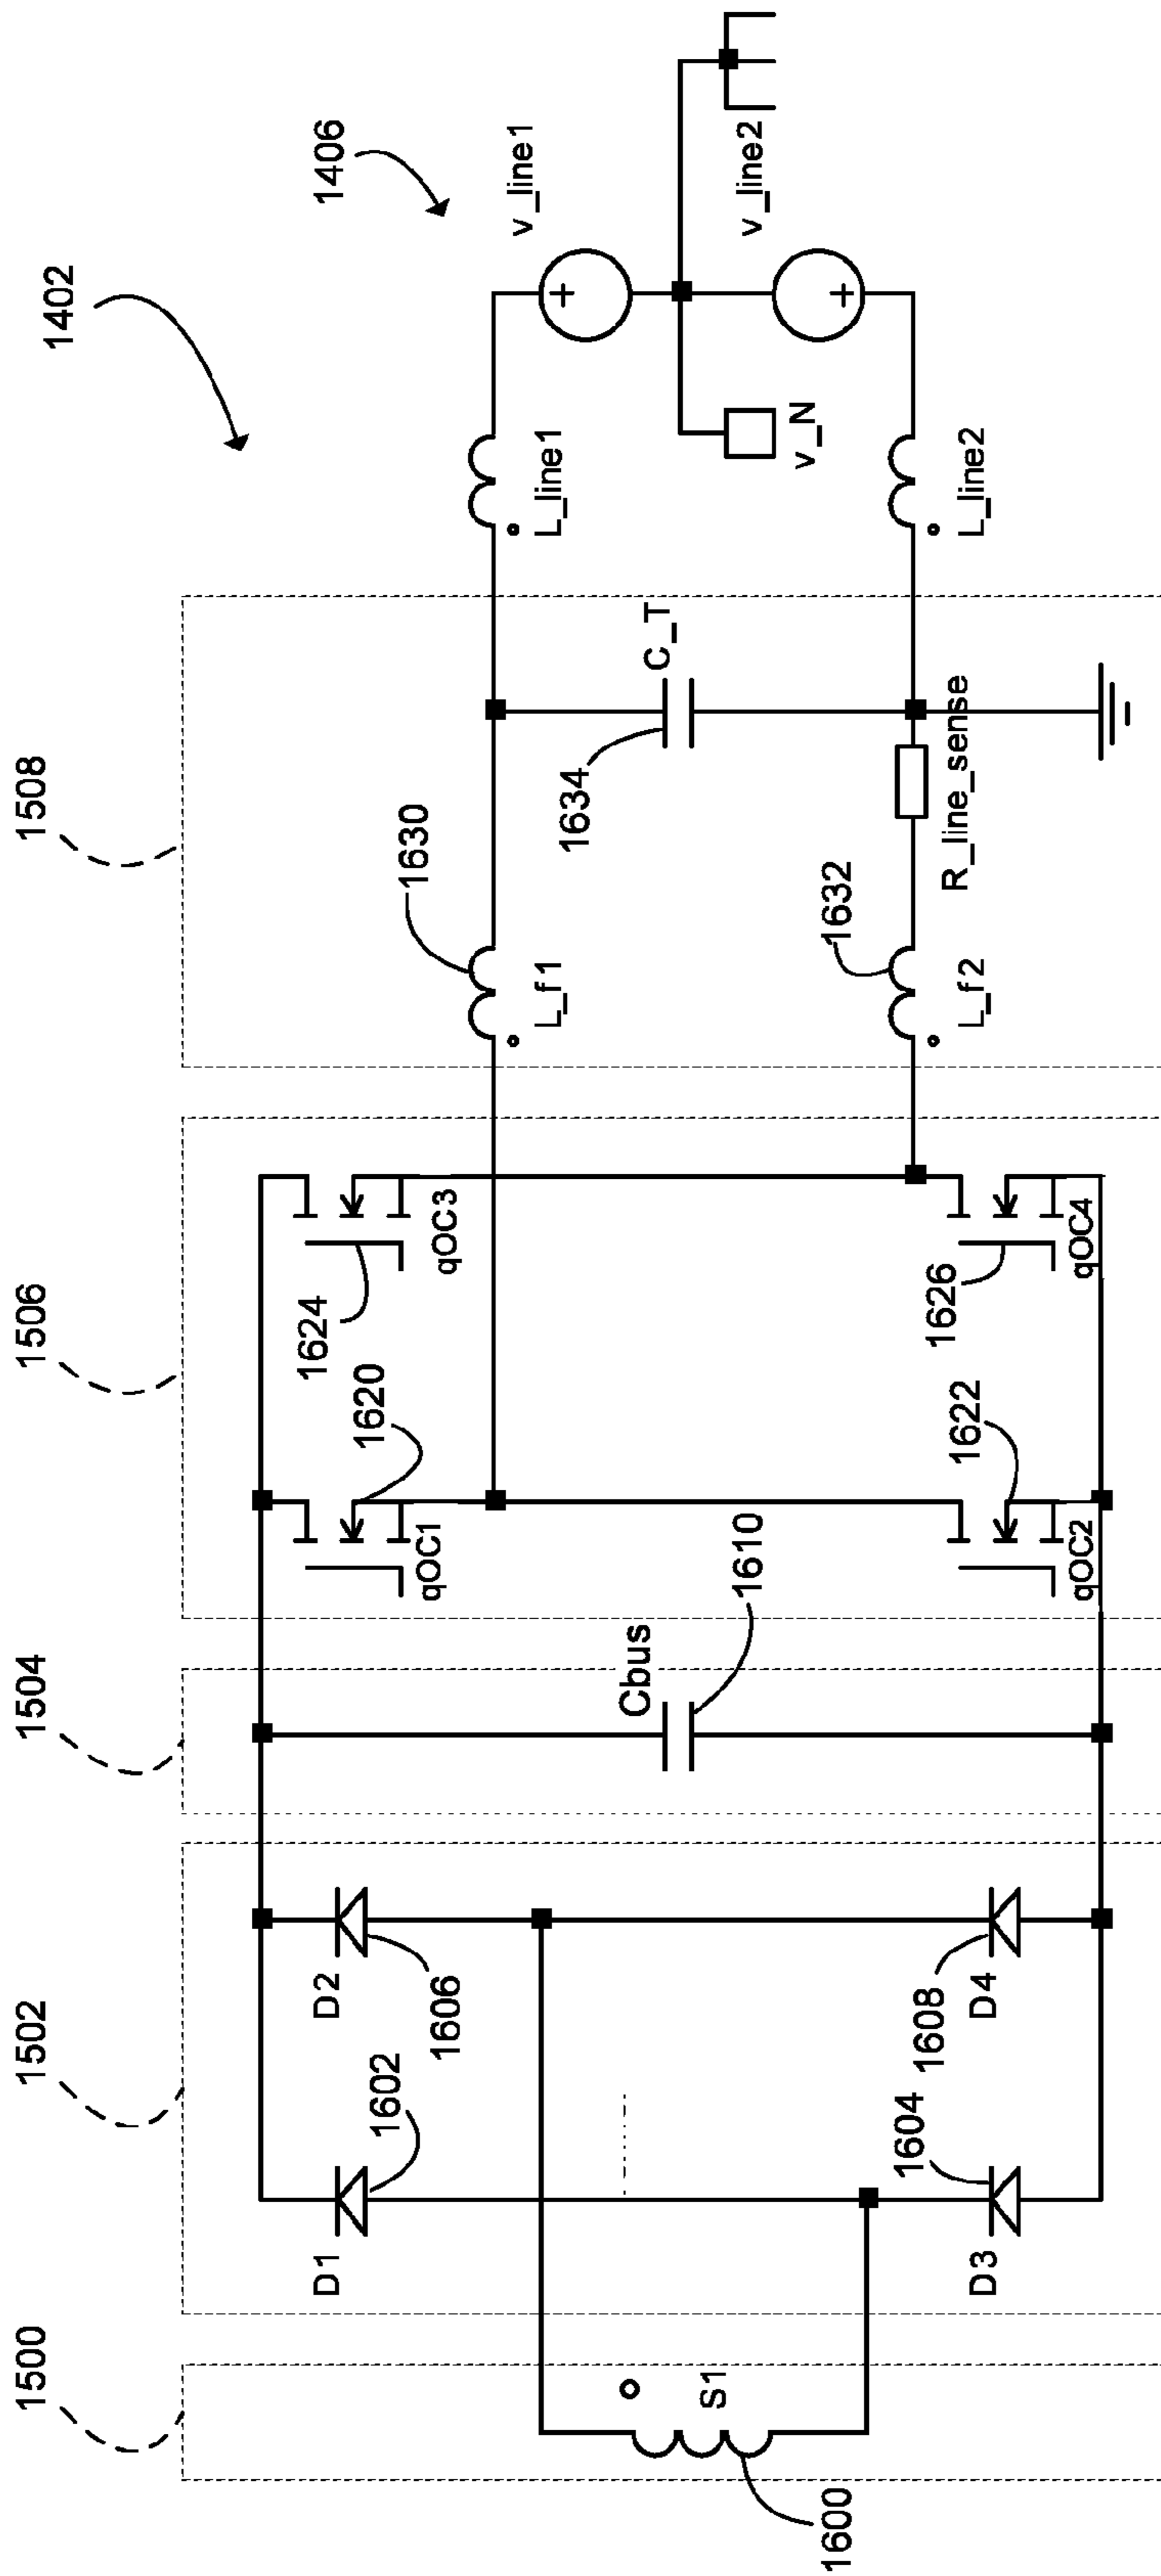 1402
1406
1500
1502
1504
1506
1508
v_line1
v_line2
v_N
L_line1
L_line2
C_T
1634
R_line_sense
1630
L_f1
1632
L_f2
qOC3
1624
qOC1
1620
qOC4
1626
qOC2
1622
Cbus
1610
D2
1606
D1
1602
D4
1608
D3
1604
S1
1600
+
+